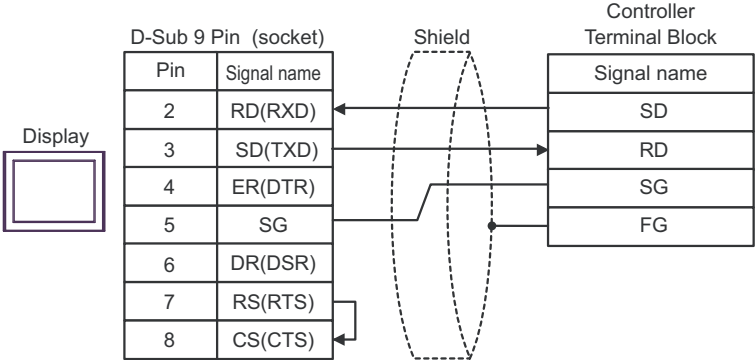 Controller
D-Sub 9 Pin (socket) Shield Terminal Block
Pin Signal name Signal name
2 RD(RXD) SD
Display 3 SD(TXD) RD
4 ER(DTR) SG
5 SG FG
6 DR(DSR)
7 RS(RTS)
8 CS(CTS)